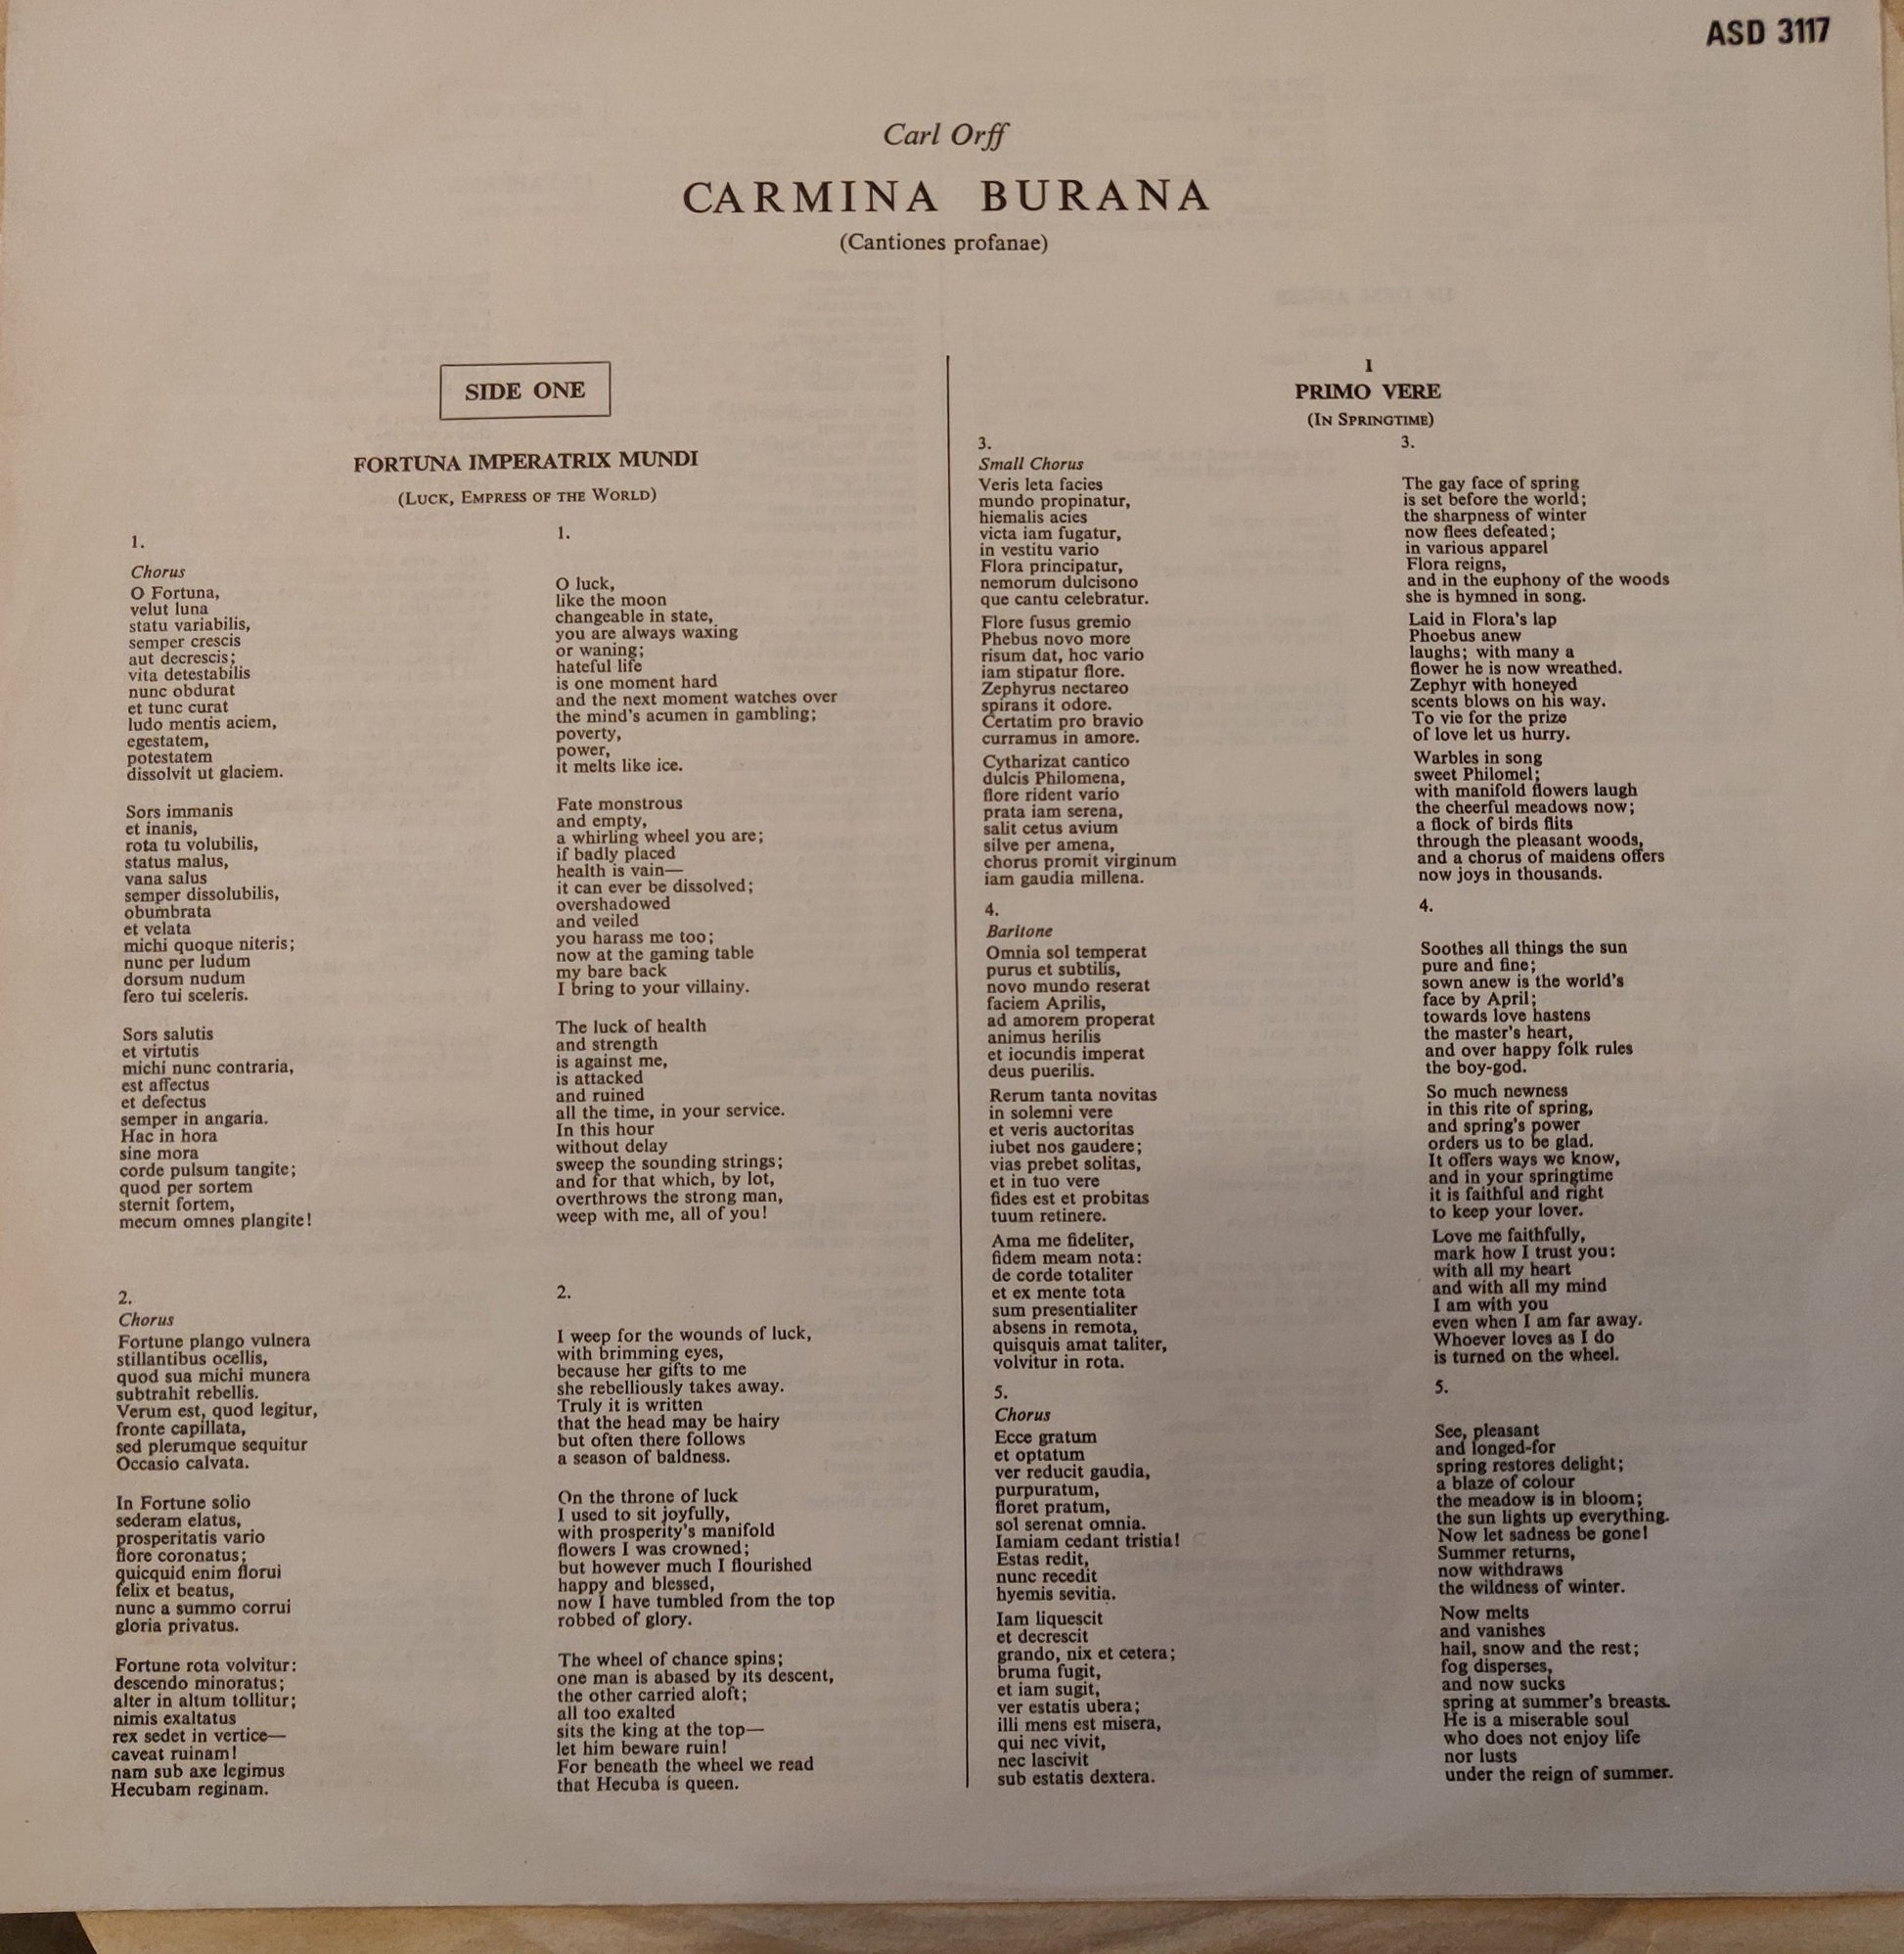 ASD 3117
Carl Orff
CARMINA BURANA
(Cantiones profanae)
SIDE ONE
FORTUNA IMPERATRIX MUNDI
(LUCK, EMPRESS OF THE WORLD)
1.
Chorus
O Fortuna,
velut luna
statu variabilis,
semper crescis
aut decrescis;
vita detestabilis
nunc obdurat
et tunc curat
ludo mentis aciem,
egestatem,
potestatem
dissolvit ut glaciem.
Sors immanis
et inanis,
rota tu volubilis,
status malus,
vana salus
semper dissolubilis,
obumbrata
et velata
michi quoque niteris;
nunc per ludum
dorsum nudum
fero tui sceleris.
Sors salutis
et virtutis
michi nunc contraria,
est affectus
et defectus
semper in angaria.
Hac in hora
sine mora
corde pulsum tangite;
quod per sortem
sternit fortem,
mecum omnes plangite!
1.
O luck,
like the moon
changeable in state,
you are always waxing
or waning;
hateful life
is one moment hard
and the next moment watches over
the mind's acumen in gambling;
poverty,
power,
it melts like ice.
Fate monstrous
and empty,
a whirling wheel you are;
if badly placed
health is vain—
it can ever be dissolved;
overshadowed
and veiled
you harass me too;
now at the gaming table
my bare back
I bring to your villainy.
The luck of health
and strength
is against me,
is attacked
and ruined
all the time, in your service.
In this hour
without delay
sweep the sounding strings;
and for that which, by lot,
overthrows the strong man,
weep with me, all of you!
2.
Chorus
Fortune plango vulnera
stillantibus ocellis,
quod sua michi munera
subtrahit rebellis.
Verum est, quod legitur,
fronte capillata,
sed plerumque sequitur
Occasio calvata.
In Fortune solio
sederam elatus,
prosperitatis vario
flore coronatus;
quicquid enim florui
felix et beatus,
nunc a summo corrui
gloria privatus.
Fortune rota volvitur:
descendo minoratus;
alter in altum tollitur;
nimis exaltatus
rex sedet in vertice—
caveat ruinam!
nam sub axe legimus
Hecubam reginam.
2.
I weep for the wounds of luck,
with brimming eyes,
because her gifts to me
she rebelliously takes away.
Truly it is written
that the head may be hairy
but often there follows
a season of baldness.
On the throne of luck
I used to sit joyfully,
with prosperity's manifold
flowers I was crowned;
but however much I flourished
happy and blessed,
now I have tumbled from the top
robbed of glory.
The wheel of chance spins;
one man is abased by its descent,
the other carried aloft;
all too exalted
sits the king at the top—
let him beware ruin!
For beneath the wheel we read
that Hecuba is queen.
I
PRIMO VERE
(IN SPRINGTIME)
3.
Small Chorus
Veris leta facies
mundo propinatur,
hiemalis acies
victa iam fugatur,
in vestitu vario
Flora principatur,
nemorum dulcisono
que cantu celebratur.
Flore fusus gremio
Phebus novo more
risum dat, hoc vario
iam stipatur flore.
Zephyrus nectareo
spirans it odore.
Certatim pro bravio
curramus in amore.
Cytharizat cantico
dulcis Philomena,
flore rident vario
prata iam serena,
salit cetus avium
silve per amena,
chorus promit virginum
iam gaudia millena.
3.
The gay face of spring
is set before the world;
the sharpness of winter
now flees defeated;
in various apparel
Flora reigns,
and in the euphony of the woods
she is hymned in song.
Laid in Flora's lap
Phoebus anew
laughs; with many a
flower he is now wreathed.
Zephyr with honeyed
scents blows on his way.
To vie for the prize
of love let us hurry.
Warbles in song
sweet Philomel;
with manifold flowers laugh
the cheerful meadows now;
a flock of birds flits
through the pleasant woods,
and a chorus of maidens offers
now joys in thousands.
4.
Baritone
Omnia sol temperat
purus et subtilis,
novo mundo reserat
faciem Aprilis,
ad amorem properat
animus herilis
et iocundis imperat
deus puerilis.
Rerum tanta novitas
in solemni vere
et veris auctoritas
iubet nos gaudere;
vias prebet solitas,
et in tuo vere
fides est et probitas
tuum retinere.
Ama me fideliter,
fidem meam nota:
de corde totaliter
et ex mente tota
sum presentialiter
absens in remota,
quisquis amat taliter,
volvitur in rota.
4.
Soothes all things the sun
pure and fine;
sown anew is the world's
face by April;
towards love hastens
the master's heart,
and over happy folk rules
the boy-god.
So much newness
in this rite of spring,
and spring's power
orders us to be glad.
It offers ways we know,
and in your springtime
it is faithful and right
to keep your lover.
Love me faithfully,
mark how I trust you:
with all my heart
and with all my mind
I am with you
even when I am far away.
Whoever loves as I do
is turned on the wheel.
5.
Chorus
Ecce gratum
et optatum
ver reducit gaudia,
purpuratum,
floret pratum,
sol serenat omnia.
Iamiam cedant tristia!
Estas redit,
nunc recedit
hyemis sevitia.
Iam liquescit
et decrescit
grando, nix et cetera;
bruma fugit,
et iam sugit,
ver estatis ubera;
illi mens est misera,
qui nec vivit,
nec lascivit
sub estatis dextera.
5.
See, pleasant
and longed-for
spring restores delight;
a blaze of colour
the meadow is in bloom;
the sun lights up everything.
Now let sadness be gone!
Summer returns,
now withdraws
the wildness of winter.
Now melts
and vanishes
hail, snow and the rest;
fog disperses,
and now sucks
spring at summer's breasts.
He is a miserable soul
who does not enjoy life
nor lusts
under the reign of summer.